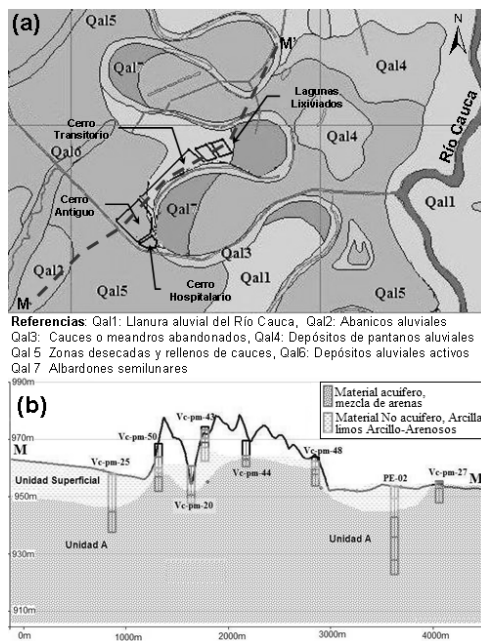 (a)
Qal5
M'
N
Qal7
Qal4
Lagunas
Lixiviados
Cerro
Transitorio
Río Cauca
Qal6
Qal4
Qal1
Cerro
Antiguo
Qal7
Qal2
Qal3
Cerro
Hospitalario
Qal1
M
Qal5
Qal5
Referencias: Qal1: Llanura aluvial del Río Cauca, Qal2: Abanicos aluviales
Qal3: Cauces o meandros abandonados, Qal4: Depósitos de pantanos aluviales
Qal 5 Zonas desecadas y rellenos de cauces, Qal6: Depósitos aluviales activos
Qal 7 Albardones semilunares
990m
(b)
Material acuifero,
mezcla de arenas
Material No acuifero, Arcilla
limos Arcillo-Arenosos
Vc-pm-43
Vc-pm-50
970m
M
Vc-pm-25
Vc-pm-48
Vc-pm-44
PE-02
Vc-pm-27
M
Unidad Superficial
Vc-pm-20
950m
Unidad A
Unidad A
930m
910m
0m
1000m
2000m
3000m
4000m